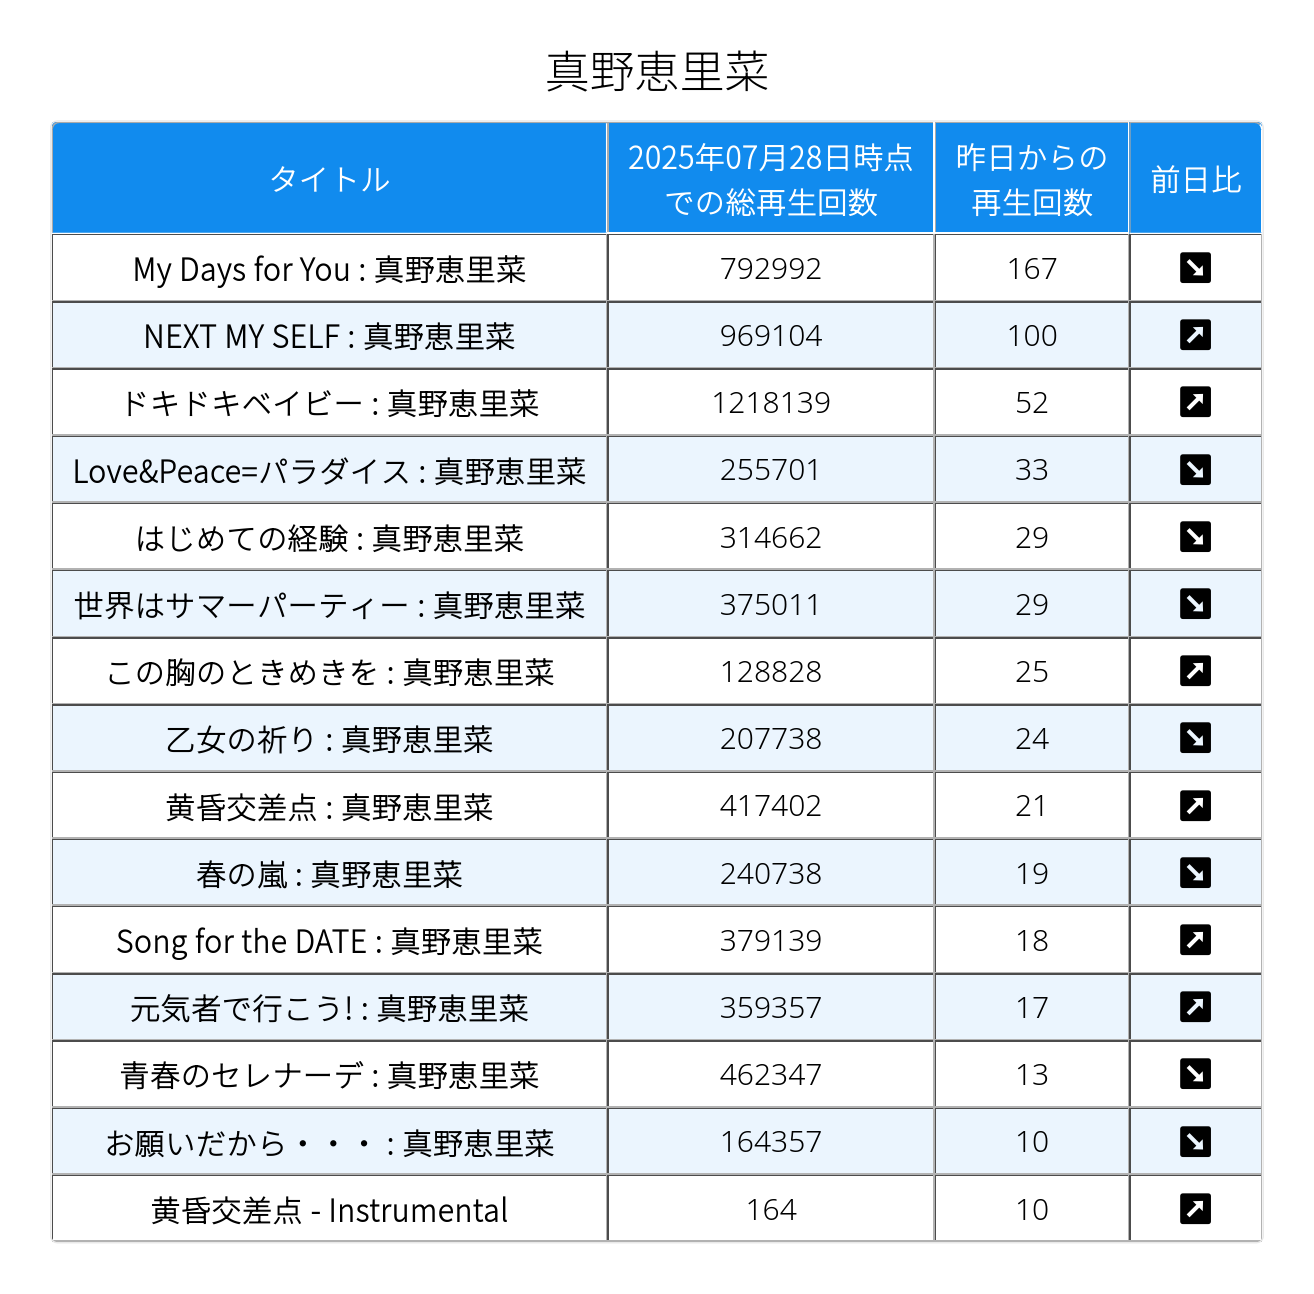 真野恵里菜
タイトル 2025年07月28日時点での総再生回数 昨日からの再生回数 前日比
My Days for You : 真野恵里菜 792992 167 ↘
NEXT MY SELF : 真野恵里菜 969104 100 ↗
ドキドキベイビー : 真野恵里菜 1218139 52 ↗
Love&Peace=パラダイス : 真野恵里菜 255701 33 ↘
はじめての経験 : 真野恵里菜 314662 29 ↘
世界はサマーパーティー : 真野恵里菜 375011 29 ↘
この胸のときめきを : 真野恵里菜 128828 25 ↗
乙女の祈り : 真野恵里菜 207738 24 ↘
黄昏交差点 : 真野恵里菜 417402 21 ↗
春の嵐 : 真野恵里菜 240738 19 ↘
Song for the DATE : 真野恵里菜 379139 18 ↗
元気者で行こう! : 真野恵里菜 359357 17 ↗
青春のセレナーデ : 真野恵里菜 462347 13 ↘
お願いだから・・・ : 真野恵里菜 164357 10 ↘
黄昏交差点 - Instrumental 164 10 ↗